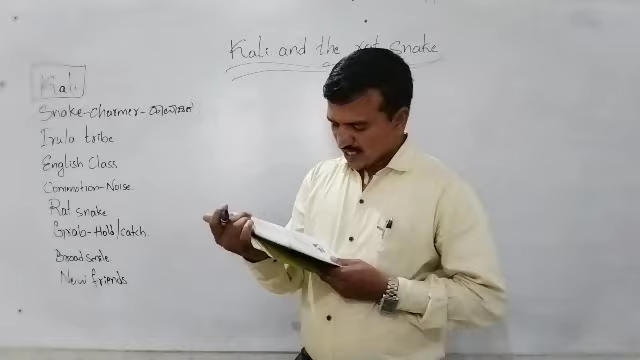 Kali and the rat snake
Kali
Snake-charmer-
Irula tribe
English Class
Commotion-Noise
Rat snake
Grab-Hold/catch.
Broad smile
New friends